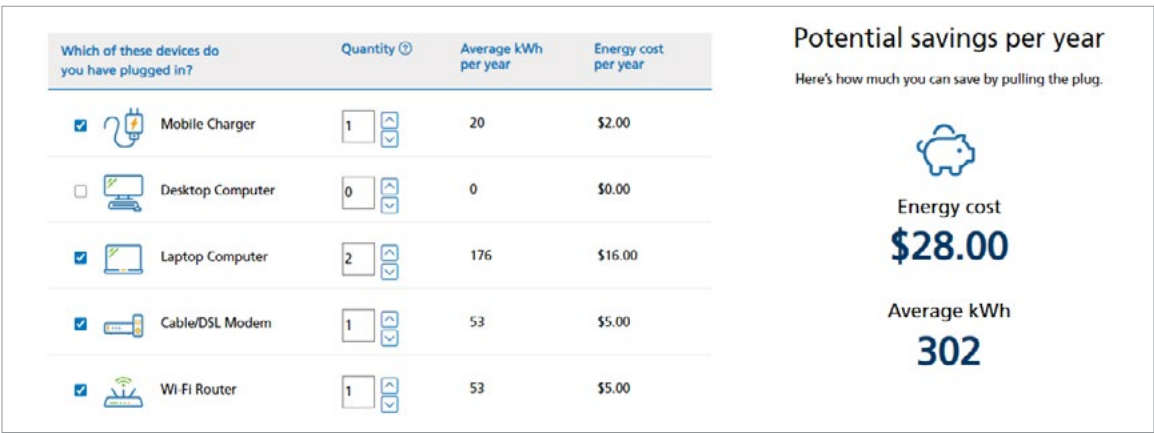 Which of these devices do
you have plugged in?
Quantity ?
Average kWh
per year
Energy cost
per year
Mobile Charger 1 20 $2.00
Desktop Computer 0 0 $0.00
Laptop Computer 2 176 $16.00
Cable/DSL Modem 1 53 $5.00
Wi-Fi Router 1 53 $5.00
Potential savings per year
Here's how much you can save by pulling the plug.
Energy cost
$28.00
Average kWh
302